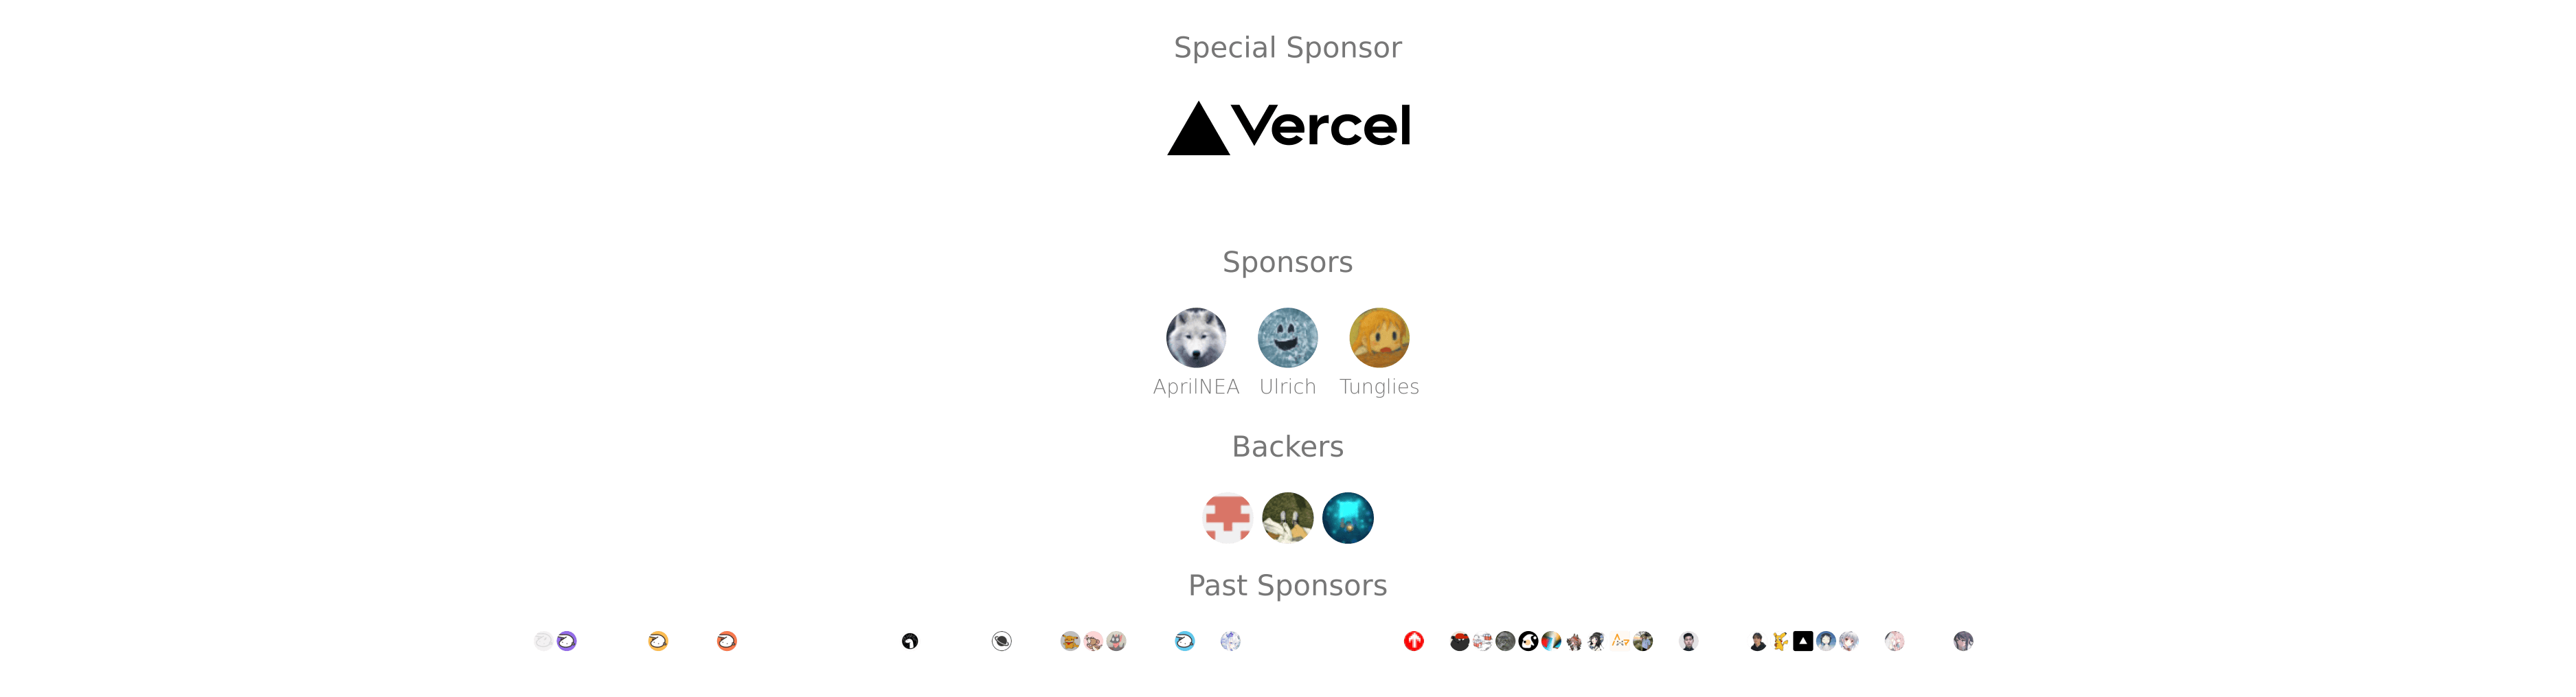 Special Sponsor
Vercel
Sponsors
AprilNEA Ulrich Tunglies
Backers
Past Sponsors